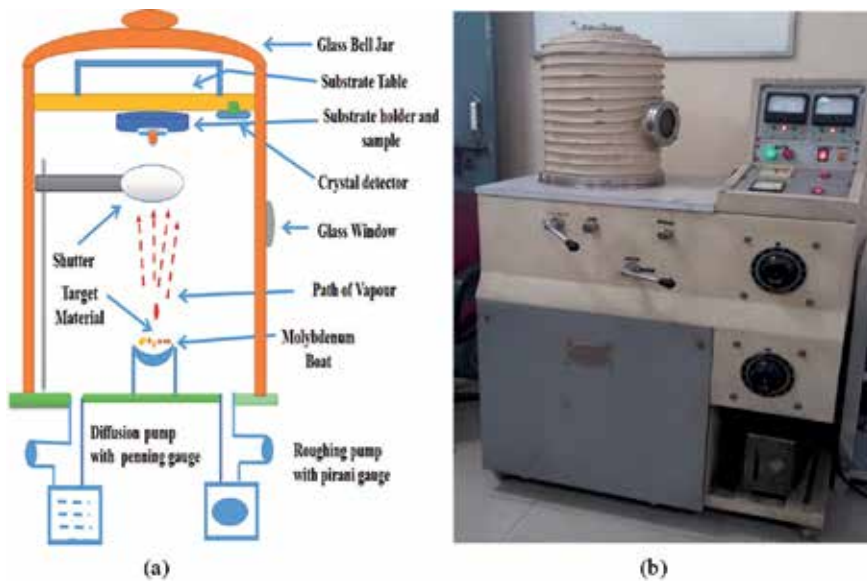 Glass Bell Jar
Substrate Table
Substrate holder and
sample
Crystal detector
Shutter
Glass Window
Target
Material
Path of Vapour
Molybdenum
Boat
Diffusion pump
with penning gauge
Roughing pump
with pirani gauge
(a)
(b)